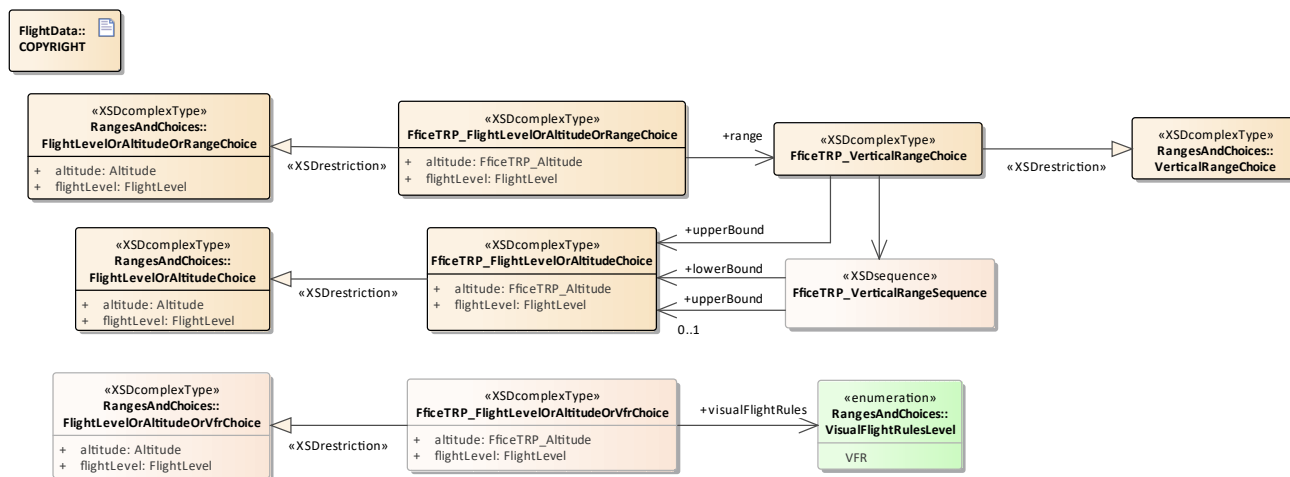 FlightData::
COPYRIGHT
«XSDcomplexType»
RangesAndChoices::
FlightLevelOrAltitudeOrRangeChoice
+ altitude: Altitude
+ flightLevel: FlightLevel
«XSDrestriction»
«XSDcomplexType»
FficeTRP_FlightLevelOrAltitudeOrRangeChoice
+ altitude: FficeTRP_Altitude
+ flightLevel: FlightLevel
+range
«XSDcomplexType»
FficeTRP_VerticalRangeChoice
«XSDrestriction»
«XSDcomplexType»
RangesAndChoices::
VerticalRangeChoice
«XSDcomplexType»
RangesAndChoices::
FlightLevelOrAltitudeChoice
+ altitude: Altitude
+ flightLevel: FlightLevel
«XSDrestriction»
«XSDcomplexType»
FficeTRP_FlightLevelOrAltitudeChoice
+ altitude: FficeTRP_Altitude
+ flightLevel: FlightLevel
+upperBound
+lowerBound
+upperBound
0..1
«XSDsequence»
FficeTRP_VerticalRangeSequence
«XSDcomplexType»
RangesAndChoices::
FlightLevelOrAltitudeOrVfrChoice
+ altitude: Altitude
+ flightLevel: FlightLevel
«XSDrestriction»
«XSDcomplexType»
FficeTRP_FlightLevelOrAltitudeOrVfrChoice
+ altitude: FficeTRP_Altitude
+ flightLevel: FlightLevel
+visualFlightRules
«enumeration»
RangesAndChoices::
VisualFlightRulesLevel
VFR